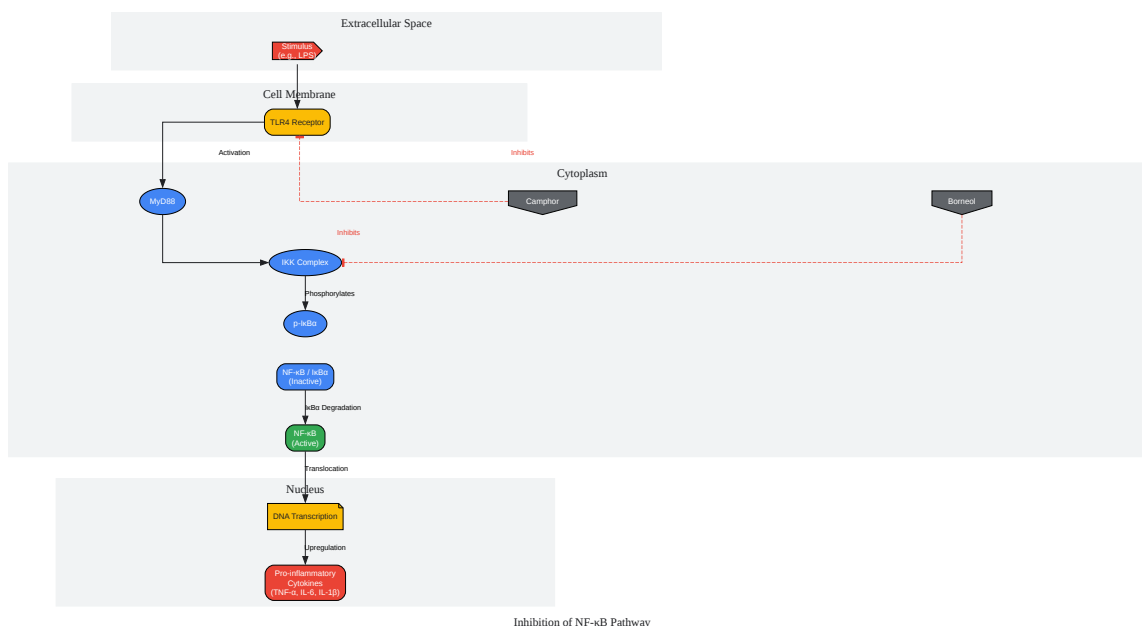 Extracellular Space
Stimulus
(e.g., LPS)
Cell Membrane
TLR4 Receptor
Activation
Inhibits
Cytoplasm
MyD88
Camphor
Borneol
Inhibits
IKK Complex
Phosphorylates
p-IκBα
NF-κB / IκBα
(Inactive)
IκBα Degradation
NF-κB
(Active)
Translocation
Nucleus
DNA Transcription
Upregulation
Pro-inflammatory
Cytokines
(TNF-α, IL-6, IL-1β)
Inhibition of NF-κB Pathway